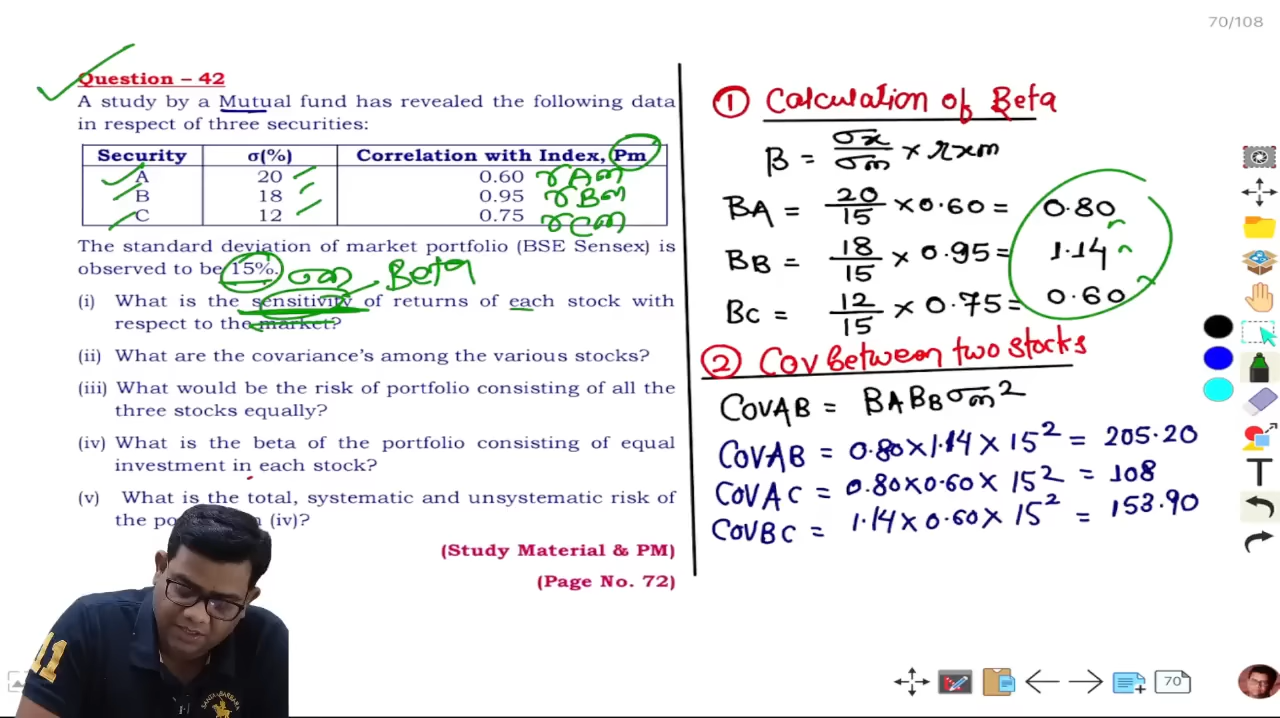 70/108
Question – 42
A study by a Mutual fund has revealed the following data
in respect of three securities:
Security σ(%) Correlation with Index, Pm
A 20 0.60 rAm
B 18 0.95 rBm
C 12 0.75 rCm
The standard deviation of market portfolio (BSE Sensex) is
observed to be 15%. σm Beta
(i) What is the sensitivity of returns of each stock with
respect to the market?
(ii) What are the covariance's among the various stocks?
(iii) What would be the risk of portfolio consisting of all the
three stocks equally?
(iv) What is the beta of the portfolio consisting of equal
investment in each stock?
(v) What is the total, systematic and unsystematic risk of
the (iv)?
(Study Material & PM)
(Page No. 72)
① Calculation of Beta
β = σx/σm × rxm
BA = 20/15 × 0.60 = 0.80
BB = 18/15 × 0.95 = 1.14
BC = 12/15 × 0.75 = 0.60
② Cov Between two stocks
COVAB = BA BB σm²
COVAB = 0.80 × 1.14 × 15² = 205.20
COVAC = 0.80 × 0.60 × 15² = 108
COVBC = 1.14 × 0.60 × 15² = 153.90
T
70
SANTA BARBARA